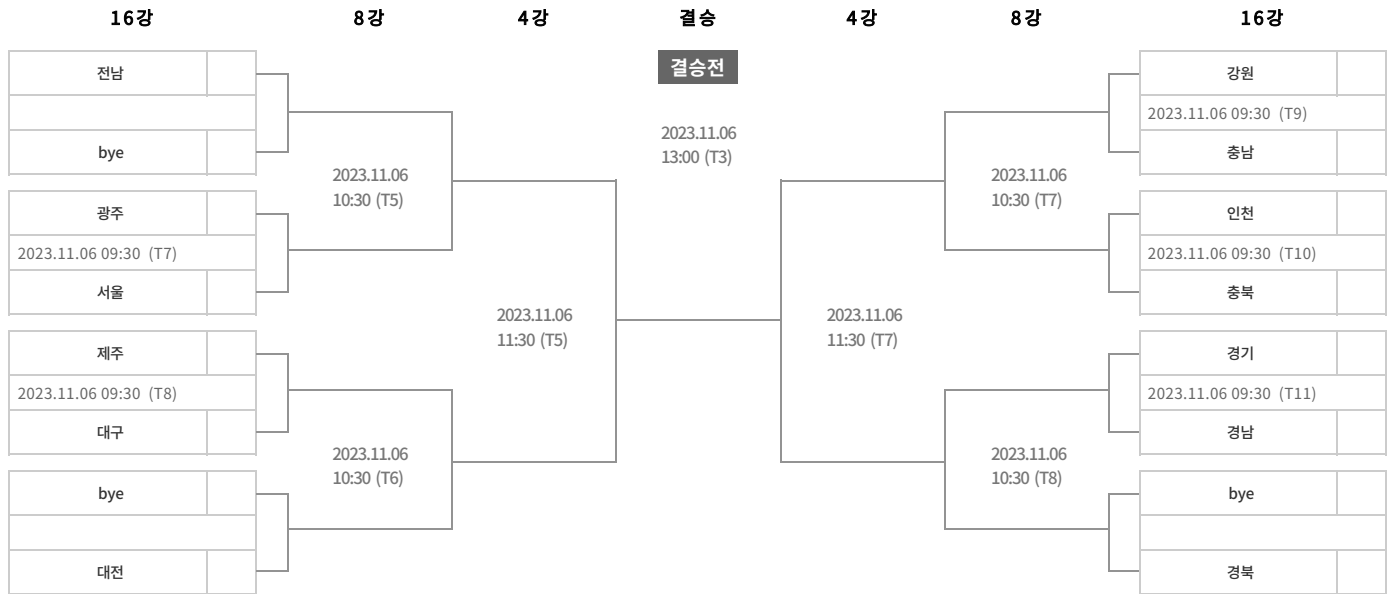 16강 8강 4강 결승 4강 8강 16강
결승전
전남
bye
광주
2023.11.06 09:30 (T7)
서울
제주
2023.11.06 09:30 (T8)
대구
bye
대전
2023.11.06
10:30 (T5)
2023.11.06
10:30 (T6)
2023.11.06
11:30 (T5)
2023.11.06
13:00 (T3)
2023.11.06
11:30 (T7)
2023.11.06
10:30 (T7)
2023.11.06
10:30 (T8)
강원
2023.11.06 09:30 (T9)
충남
인천
2023.11.06 09:30 (T10)
충북
경기
2023.11.06 09:30 (T11)
경남
bye
경북